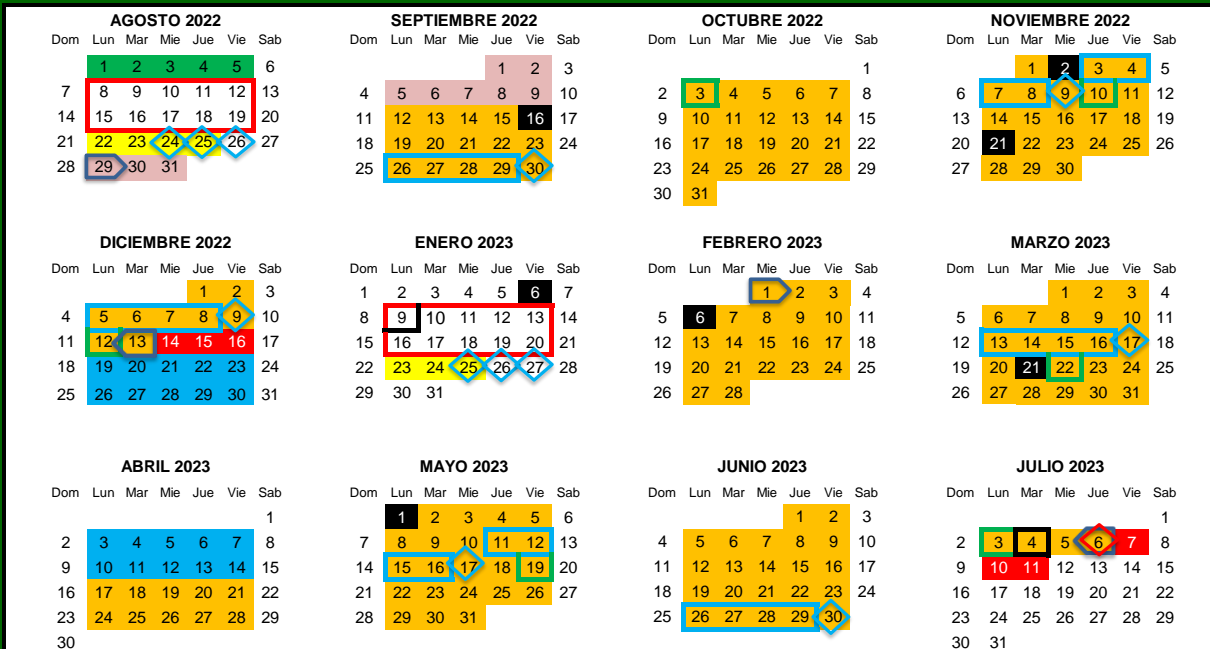 AGOSTO 2022
Dom Lun Mar Mie Jue Vie Sab
1 2 3 4 5 6
7 8 9 10 11 12 13
14 15 16 17 18 19 20
21 22 23 24 25 26 27
28 29 30 31
SEPTIEMBRE 2022
Dom Lun Mar Mie Jue Vie Sab
1 2 3
4 5 6 7 8 9 10
11 12 13 14 15 16 17
18 19 20 21 22 23 24
25 26 27 28 29 30
OCTUBRE 2022
Dom Lun Mar Mie Jue Vie Sab
1
2 3 4 5 6 7 8
9 10 11 12 13 14 15
16 17 18 19 20 21 22
23 24 25 26 27 28 29
30 31
NOVIEMBRE 2022
Dom Lun Mar Mie Jue Vie Sab
1 2 3 4 5
6 7 8 9 10 11 12
13 14 15 16 17 18 19
20 21 22 23 24 25 26
27 28 29 30
DICIEMBRE 2022
Dom Lun Mar Mie Jue Vie Sab
1 2 3
4 5 6 7 8 9 10
11 12 13 14 15 16 17
18 19 20 21 22 23 24
25 26 27 28 29 30 31
ENERO 2023
Dom Lun Mar Mie Jue Vie Sab
1 2 3 4 5 6 7
8 9 10 11 12 13 14
15 16 17 18 19 20 21
22 23 24 25 26 27 28
29 30 31
FEBRERO 2023
Dom Lun Mar Mie Jue Vie Sab
1 2 3 4
5 6 7 8 9 10 11
12 13 14 15 16 17 18
19 20 21 22 23 24 25
26 27 28
MARZO 2023
Dom Lun Mar Mie Jue Vie Sab
1 2 3 4
5 6 7 8 9 10 11
12 13 14 15 16 17 18
19 20 21 22 23 24 25
26 27 28 29 30 31
ABRIL 2023
Dom Lun Mar Mie Jue Vie Sab
1
2 3 4 5 6 7 8
9 10 11 12 13 14 15
16 17 18 19 20 21 22
23 24 25 26 27 28 29
30
MAYO 2023
Dom Lun Mar Mie Jue Vie Sab
1 2 3 4 5 6
7 8 9 10 11 12 13
14 15 16 17 18 19 20
21 22 23 24 25 26 27
28 29 30 31
JUNIO 2023
Dom Lun Mar Mie Jue Vie Sab
1 2 3
4 5 6 7 8 9 10
11 12 13 14 15 16 17
18 19 20 21 22 23 24
25 26 27 28 29 30
JULIO 2023
Dom Lun Mar Mie Jue Vie Sab
1
2 3 4 5 6 7 8
9 10 11 12 13 14 15
16 17 18 19 20 21 22
23 24 25 26 27 28 29
30 31